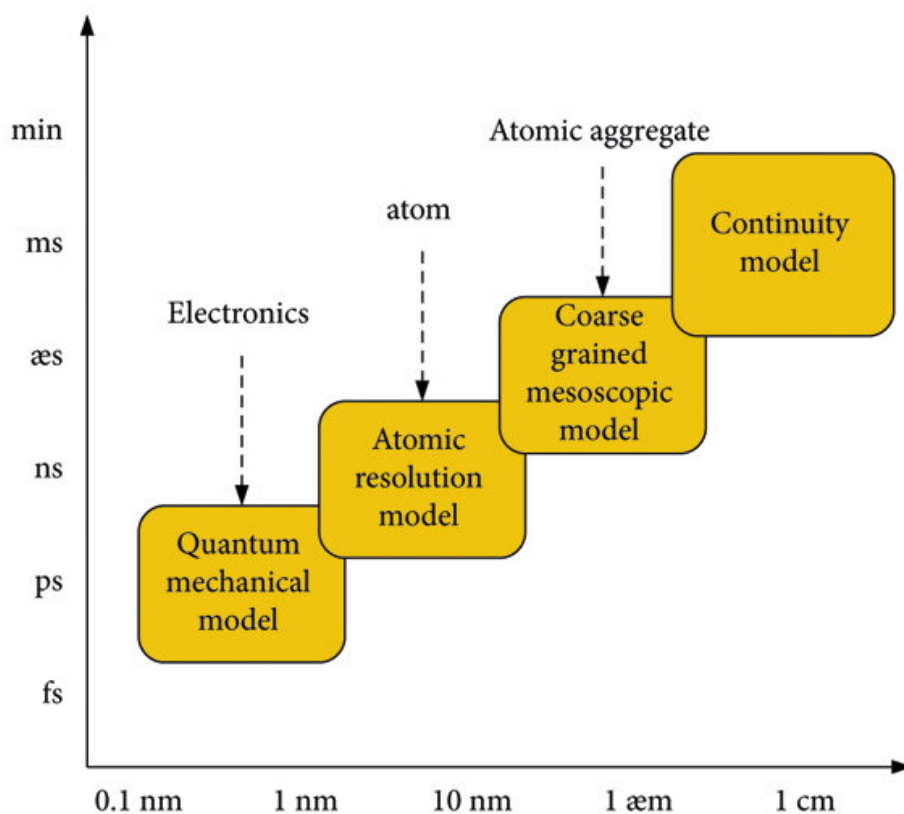 min
ms
æs
ns
ps
fs
Electronics
atom
Atomic aggregate
Quantum
mechanical
model
Atomic
resolution
model
Coarse
grained
mesoscopic
model
Continuity
model
0.1 nm
1 nm
10 nm
1 æm
1 cm